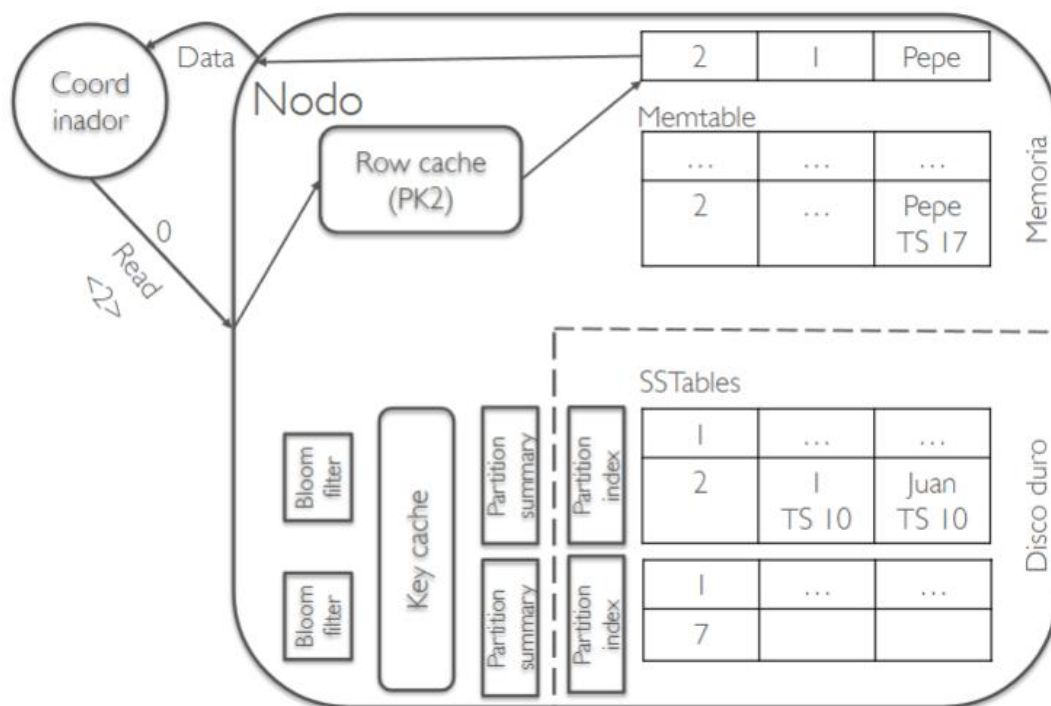 Coord
inador
Data
Nodo
0
Read
<2>
Row cache
(PK2)
2 1 Pepe
Memtable
... ... ...
2 ... Pepe
TS 17
Memoria
SSTables
1 ... ...
2 1 Juan
TS 10 TS 10
1 ... ...
7
Disco duro
Bloom
filter
Bloom
filter
Key cache
Partition
summary
Partition
summary
Partition
index
Partition
index